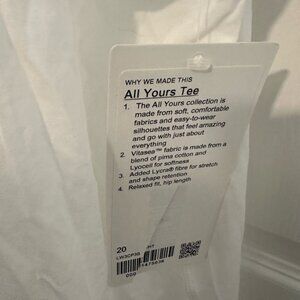 WHY WE MADE THIS
All Yours Tee
1. The All Yours collection is
made from soft, comfortable
fabrics and easy-to-wear
silhouettes that feel amazing
and go with just about
everything
2. Vitasea™ fabric is made from a
blend of pima cotton and
Lyocell for softness
3. Added Lycra® fibre for stretch
and shape retention
4. Relaxed fit, hip length
20